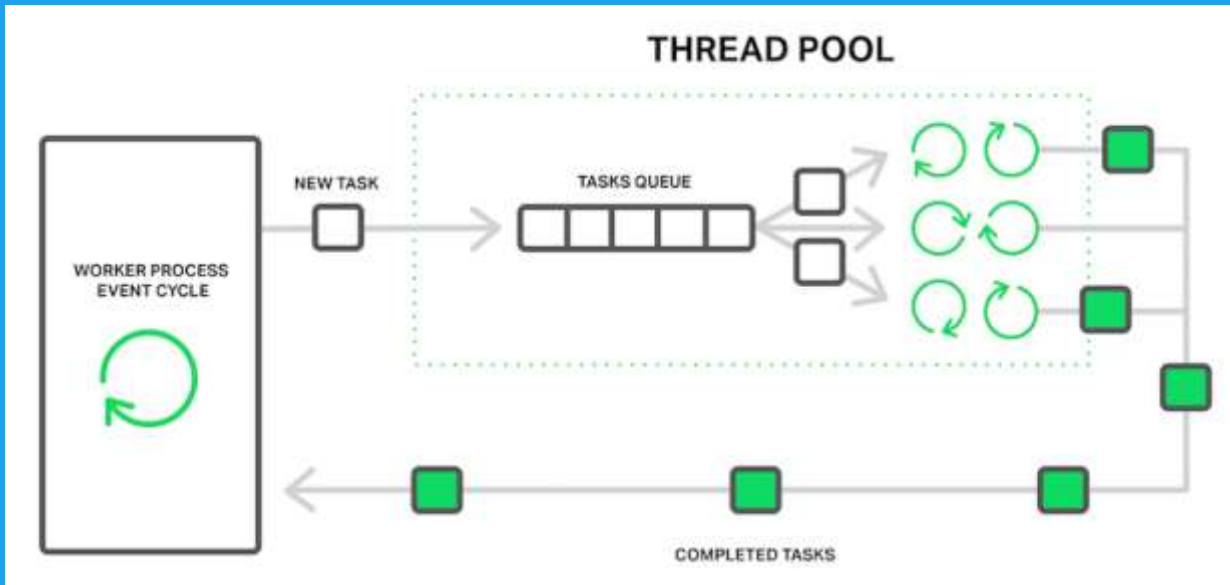 THREAD POOL
NEW TASK
TASKS QUEUE
WORKER PROCESS
EVENT CYCLE
COMPLETED TASKS